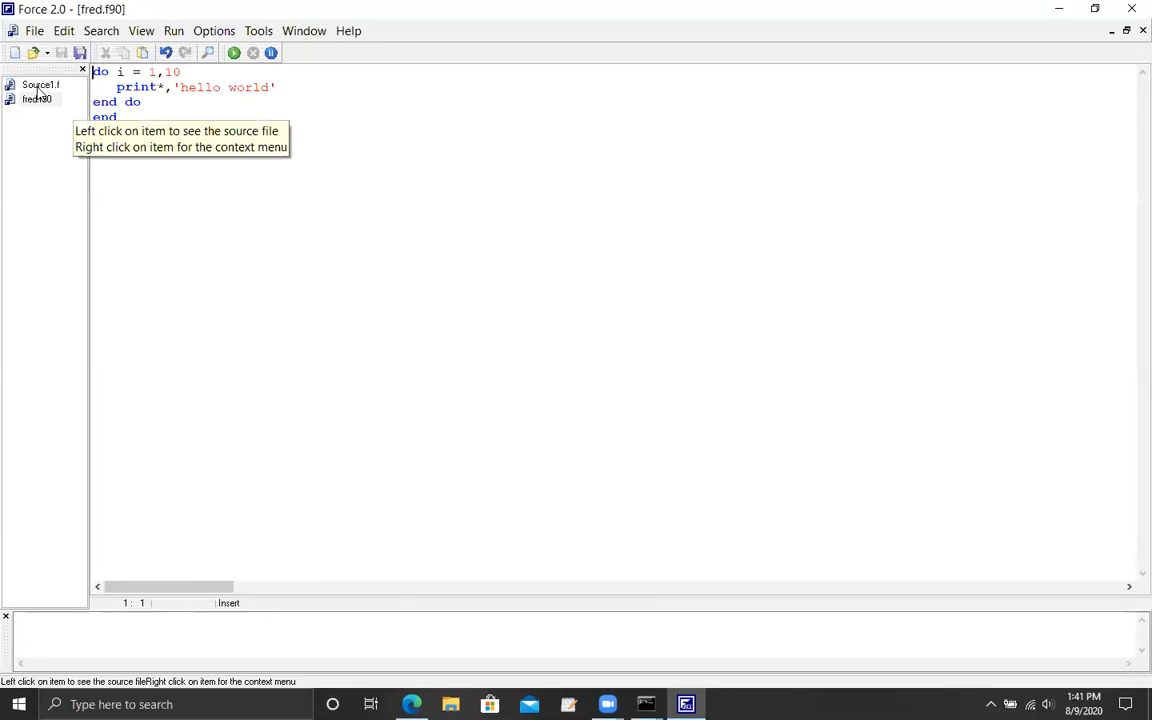 Force 2.0 - [fred.f90]
File Edit Search View Run Options Tools Window Help
Source1.f
fred.f90
do i = 1,10
print*,'hello world'
end do
end
Left click on item to see the source file
Right click on item for the context menu
1: 1 Insert
Left click on item to see the source fileRight click on item for the context menu
Type here to search
1:41 PM
8/9/2020